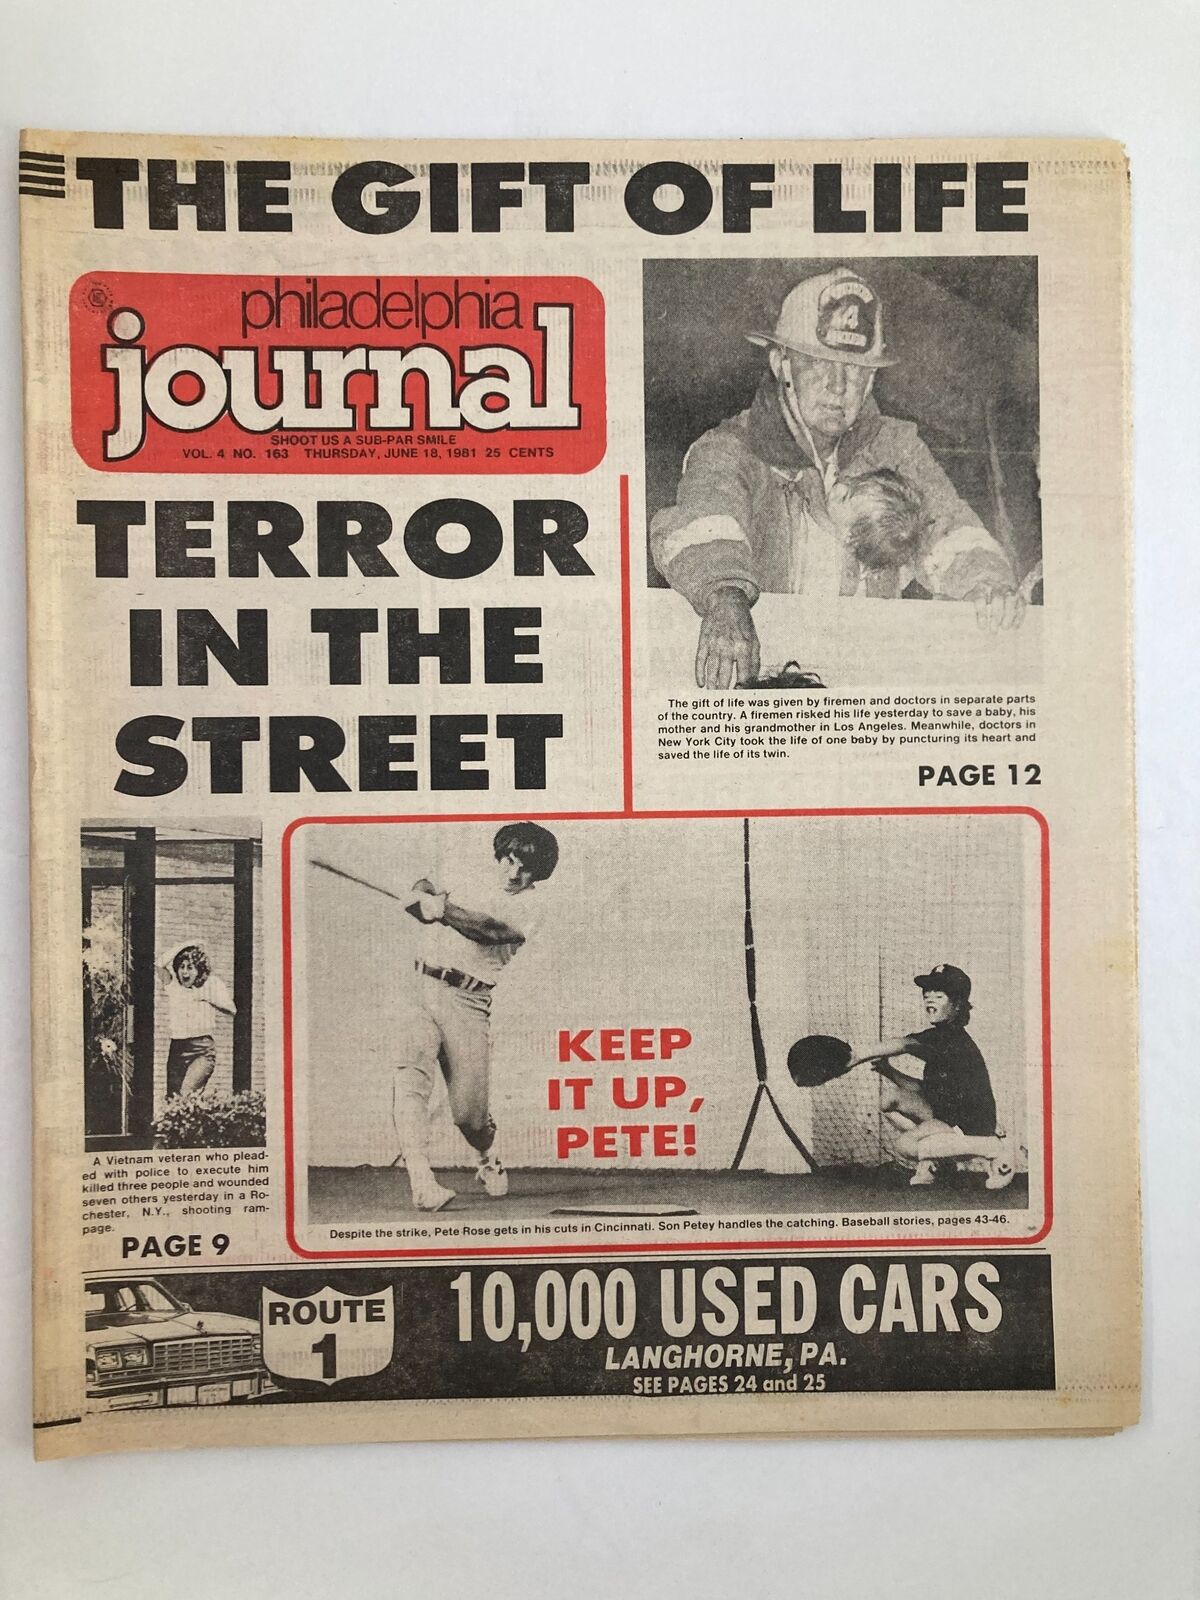 THE GIFT OF LIFE
philadelphia
journal
SHOOT US A SUB-PAR SMILE
VOL. 4 NO. 163 THURSDAY, JUNE 18, 1981 25 CENTS
TERROR
IN THE
STREET
4
The gift of life was given by firemen and doctors in separate parts
of the country. A firemen risked his life yesterday to save a baby, his
mother and his grandmother in Los Angeles. Meanwhile, doctors in
New York City took the life of one baby by puncturing its heart and
saved the life of its twin.
PAGE 12
A Vietnam veteran who plead-
ed with police to execute him
killed three people and wounded
seven others yesterday in a Ro-
chester, N.Y., shooting ram-
page.
PAGE 9
KEEP
IT UP,
PETE!
Despite the strike, Pete Rose gets in his cuts in Cincinnati. Son Petey handles the catching. Baseball stories, pages 43-46.
ROUTE
1
10,000 USED CARS
LANGHORNE, PA.
SEE PAGES 24 and 25